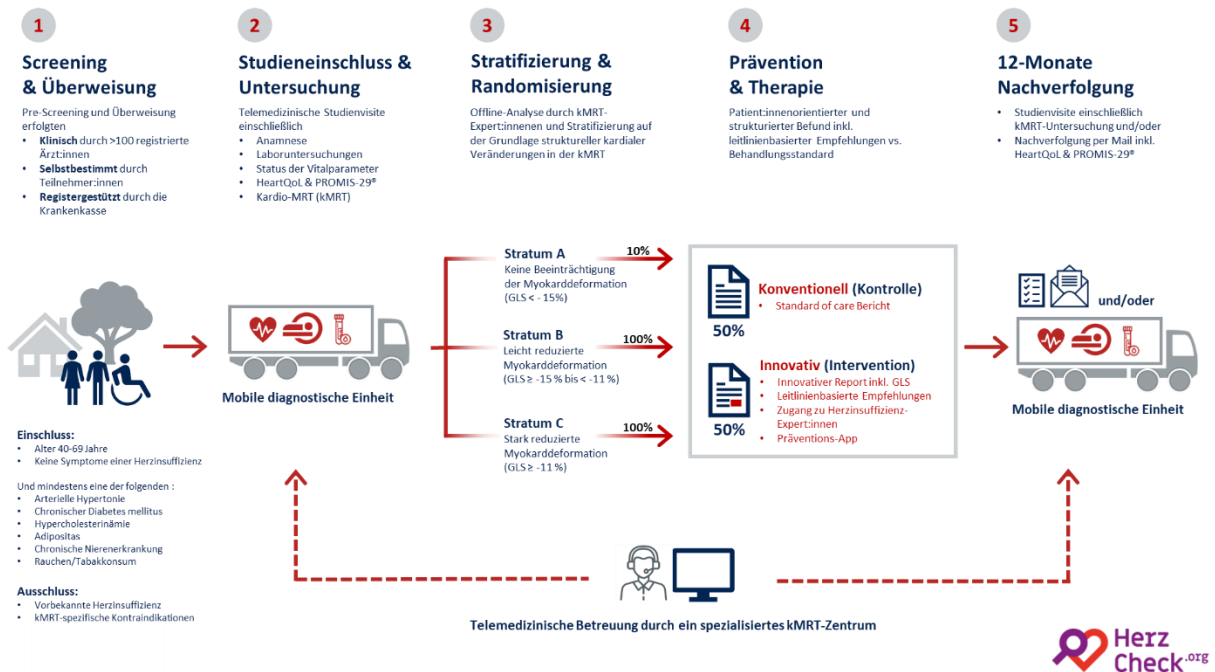 1
Screening
& Überweisung
Pre-Screening und Überweisung
erfolgten
• Klinisch durch >100 registrierte
Ärzt:innen
• Selbstbestimmt durch
Teilnehmer:innen
• Registergestützt durch die
Krankenkasse
2
Studieneinschluss &
Untersuchung
Telemedizinische Studienvisite
einschließlich
• Anamnese
• Laboruntersuchungen
• Status der Vitalparameter
• HeartQoL & PROMIS-29®
• Kardio-MRT (kMRT)
3
Stratifizierung &
Randomisierung
Offline-Analyse durch kMRT-
Expert:innenen und Stratifizierung auf
der Grundlage struktureller kardialer
Veränderungen in der kMRT
4
Prävention
& Therapie
Patient:innenorientierter und
strukturierter Befund inkl.
leitlinienbasierter Empfehlungen vs.
Behandlungsstandard
5
12-Monate
Nachverfolgung
• Studienvisite einschließlich
kMRT-Untersuchung und/oder
• Nachverfolgung per Mail inkl.
HeartQoL & PROMIS-29®
Mobile diagnostische Einheit
Stratum A
Keine Beeinträchtigung
der Myokarddeformation
(GLS < - 15%)
10%
Stratum B
Leicht reduzierte
Myokarddeformation
(GLS ≥ -15 % bis < -11 %)
100%
Stratum C
Stark reduzierte
Myokarddeformation
(GLS ≥ -11 %)
100%
50%
Konventionell (Kontrolle)
• Standard of care Bericht
50%
Innovativ (Intervention)
• Innovativer Report inkl. GLS
• Leitlinienbasierte Empfehlungen
• Zugang zu Herzinsuffizienz-
Expert:innen
• Präventions-App
und/oder
Mobile diagnostische Einheit
Einschluss:
• Alter 40-69 Jahre
• Keine Symptome einer Herzinsuffizienz
Und mindestens eine der folgenden :
• Arterielle Hypertonie
• Chronischer Diabetes mellitus
• Hypercholesterinämie
• Adipositas
• Chronische Nierenerkrankung
• Rauchen/Tabakkonsum
Ausschluss:
• Vorbekannte Herzinsuffizienz
• kMRT-spezifische Kontraindikationen
Telemedizinische Betreuung durch ein spezialisiertes kMRT-Zentrum
Herz
Check.org